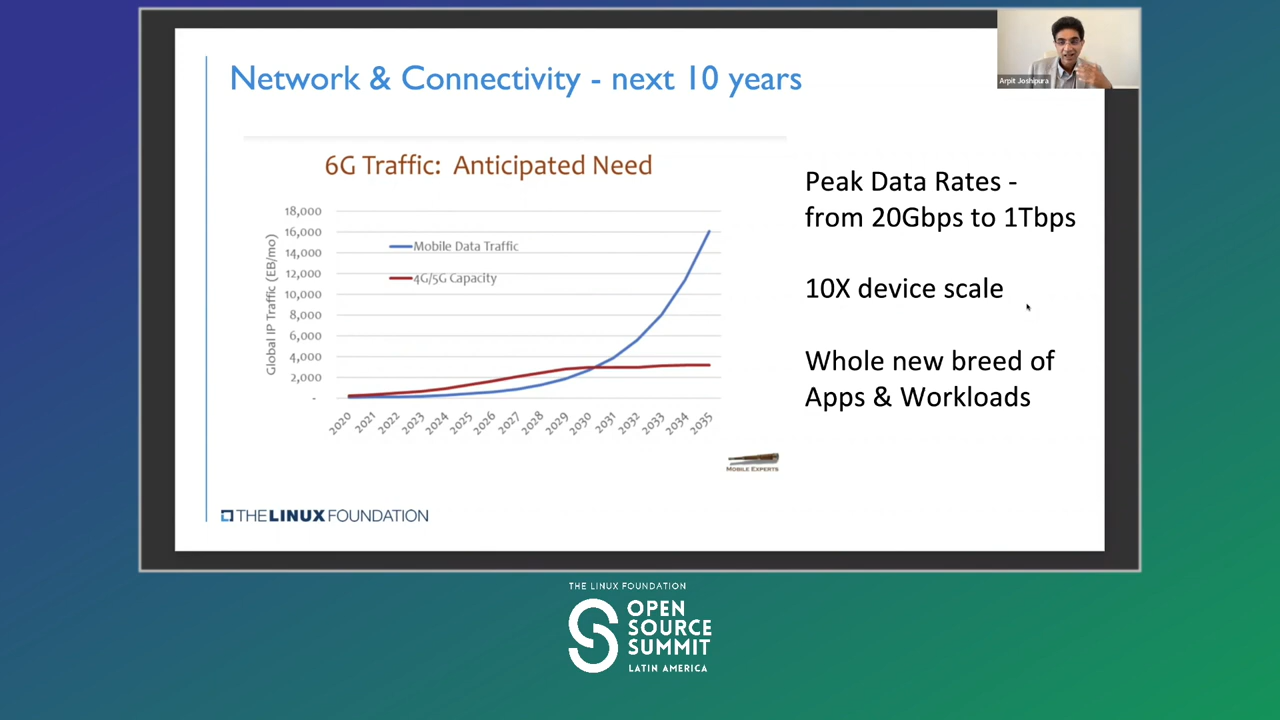 Network & Connectivity - next 10 years
Arpit Joshipura
6G Traffic: Anticipated Need
Global IP Traffic (EB/mo)
18,000
16,000
14,000
12,000
10,000
8,000
6,000
4,000
2,000
-
Mobile Data Traffic
4G/5G Capacity
2020
2021
2022
2023
2024
2025
2026
2027
2028
2029
2030
2031
2032
2033
2034
2035
MOBILE EXPERTS
Peak Data Rates -
from 20Gbps to 1Tbps
10X device scale
Whole new breed of
Apps & Workloads
THE LINUX FOUNDATION
THE LINUX FOUNDATION
OPEN
SOURCE
SUMMIT
LATIN AMERICA